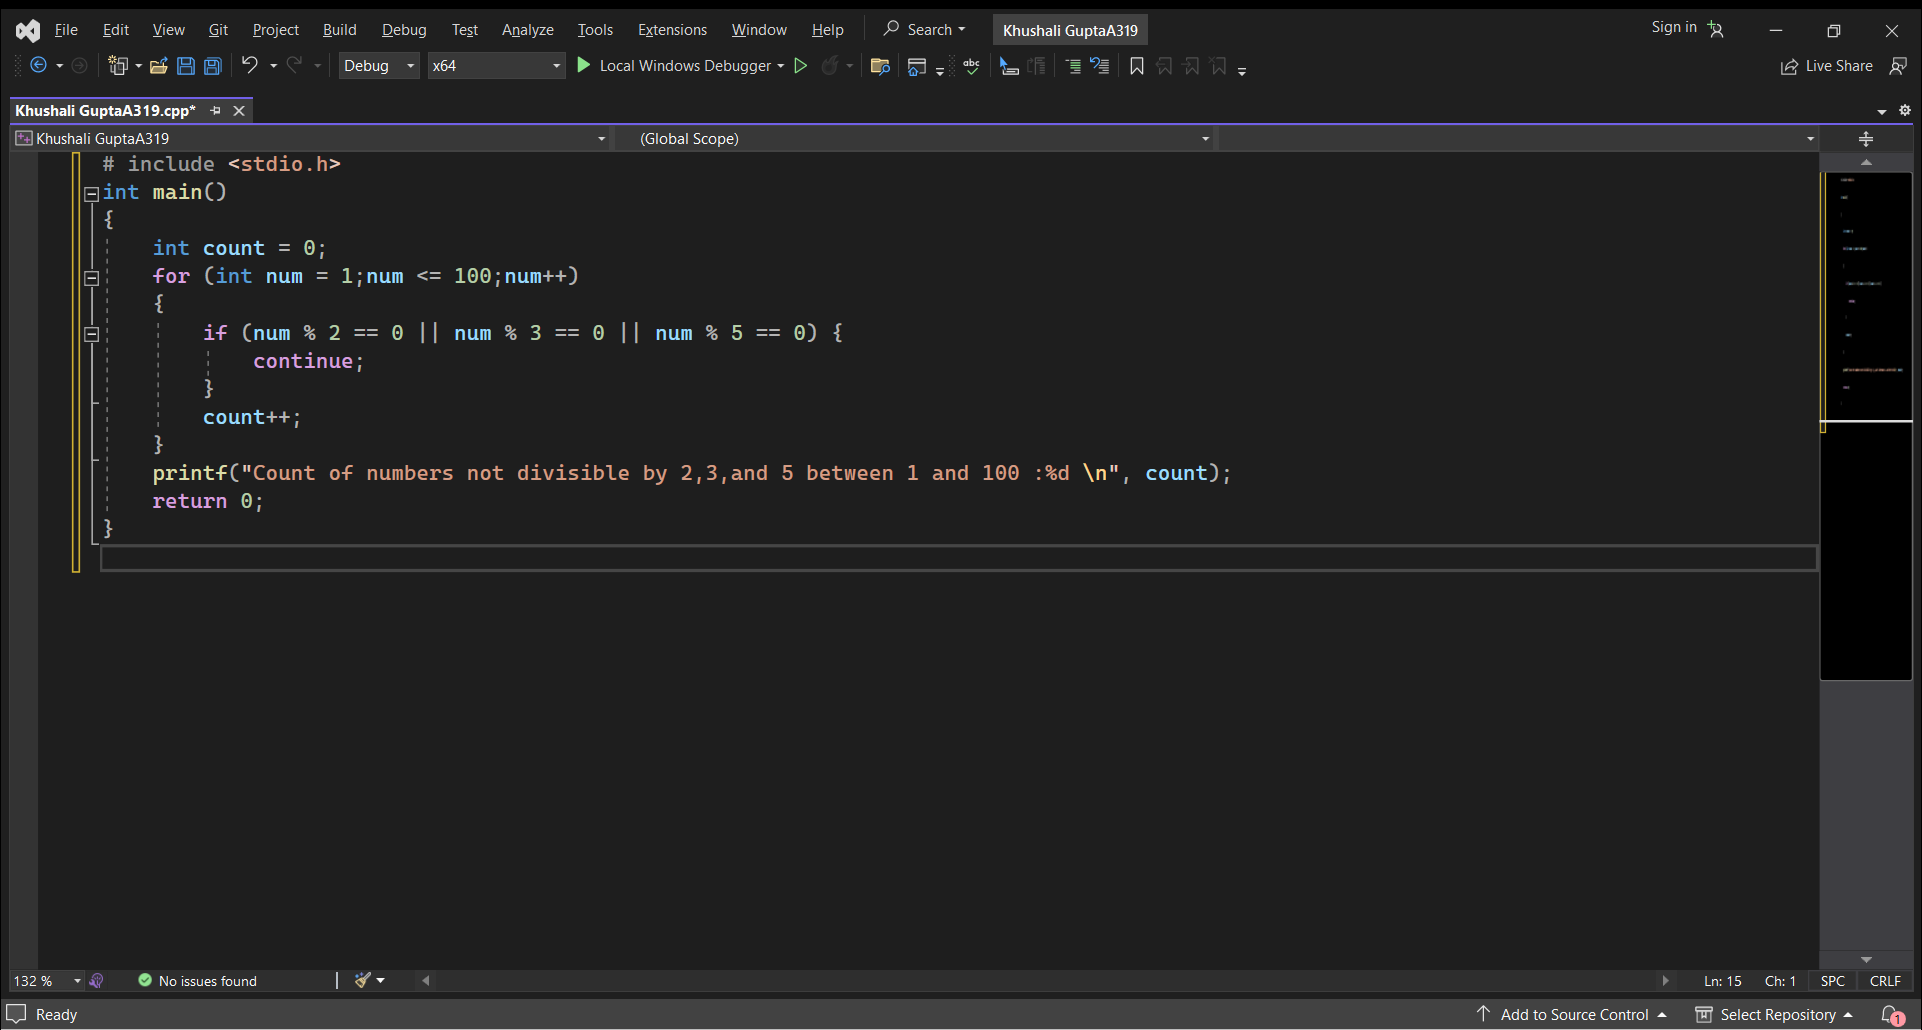 File Edit View Git Project Build Debug Test Analyze Tools Extensions Window Help Search Khushali GuptaA319 Sign in
Debug x64 Local Windows Debugger abc Live Share
Khushali GuptaA319.cpp*
Khushali GuptaA319 (Global Scope)
# include <stdio.h>
int main()
{
    int count = 0;
    for (int num = 1;num <= 100;num++)
    {
        if (num % 2 == 0 || num % 3 == 0 || num % 5 == 0) {
            continue;
        }
        count++;
    }
    printf("Count of numbers not divisible by 2,3,and 5 between 1 and 100 :%d \n", count);
    return 0;
}
132 % No issues found Ln: 15 Ch: 1 SPC CRLF
Ready Add to Source Control Select Repository 1